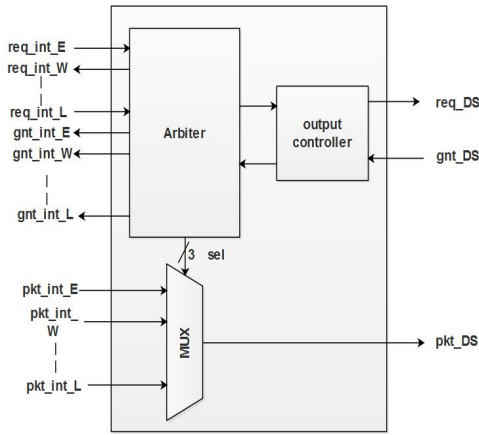 req_int_E
req_int_W
req_int_L
gnt_int_E
gnt_int_W
gnt_int_L
Arbiter
output
controller
req_DS
gnt_DS
3 sel
pkt_int_E
pkt_int_
W
pkt_int_L
MUX
pkt_DS